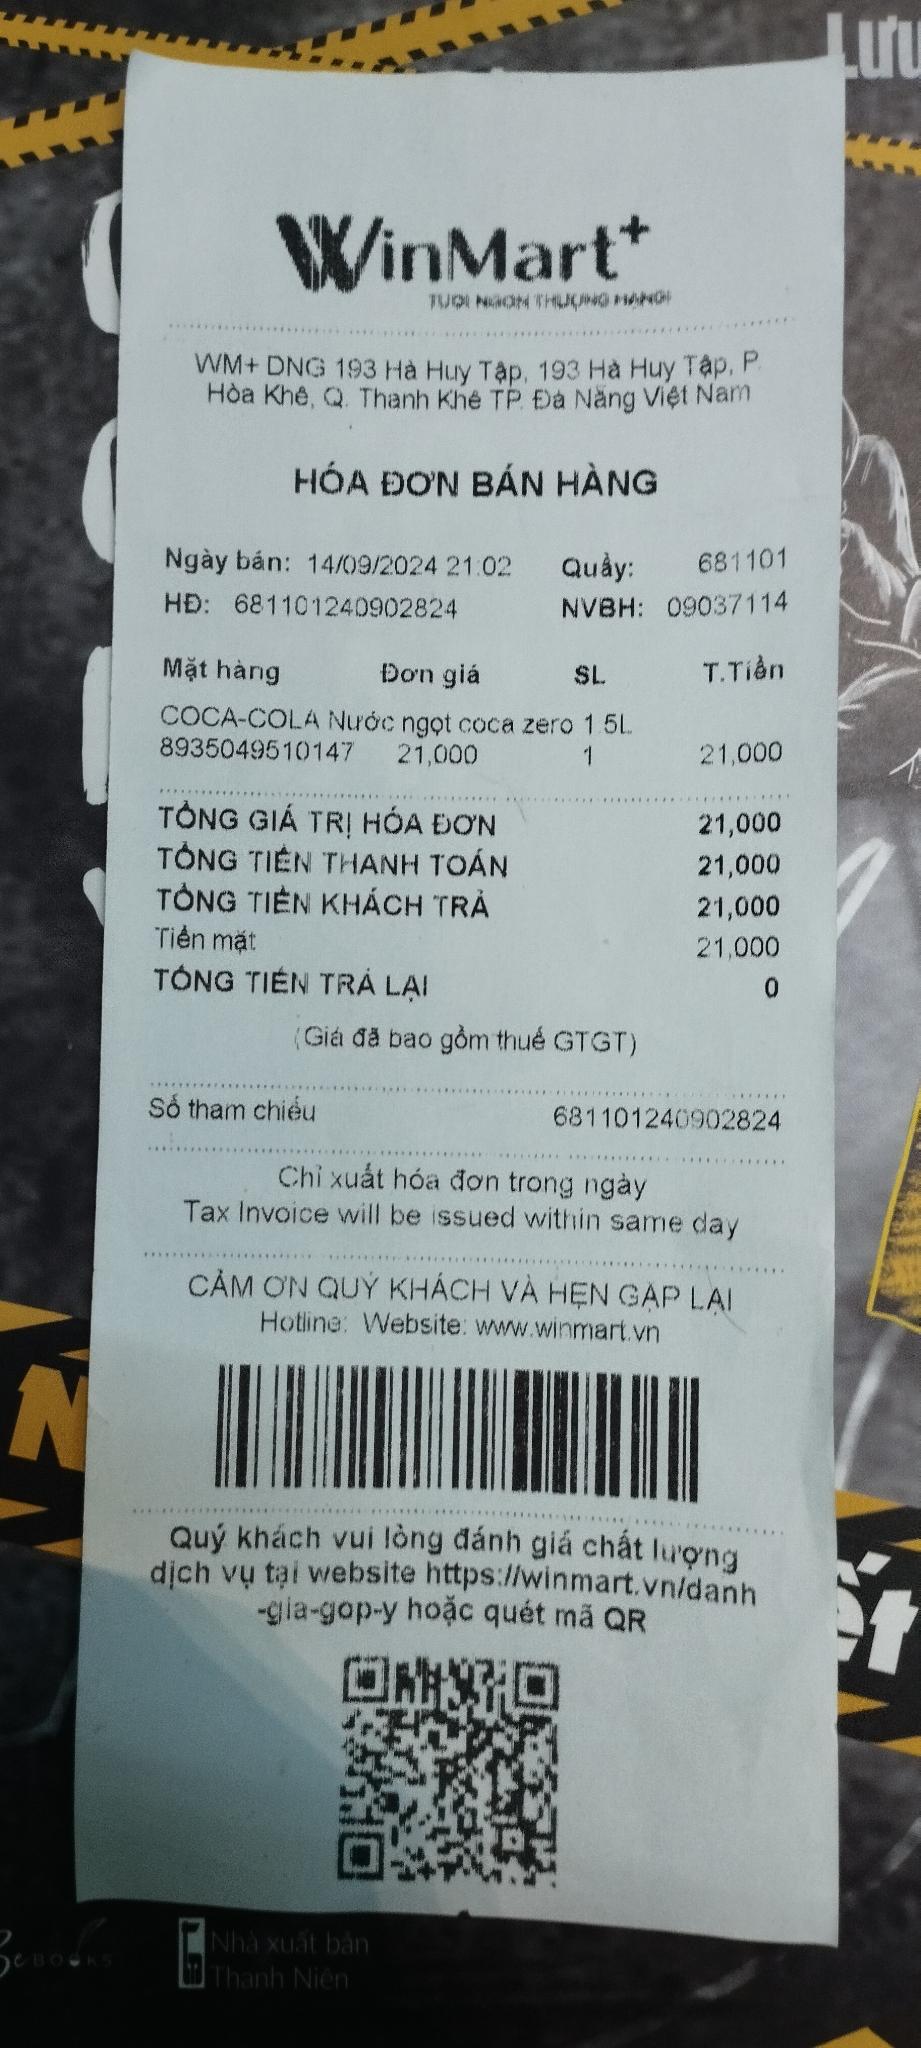 Lưu
WinMart+
TƯƠI NGON THƯỢNG HẠNG!
WM+ DNG 193 Hà Huy Tập, 193 Hà Huy Tập, P.
Hòa Khê, Q. Thanh Khê TP. Đà Nẵng Việt Nam
HÓA ĐƠN BÁN HÀNG
Ngày bán: 14/09/2024 21:02 Quầy: 681101
HĐ: 681101240902824 NVBH: 09037114
Mặt hàng Đơn giá SL T.Tiền
COCA-COLA Nước ngọt coca zero 1.5L
8935049510147 21,000 1 21,000
TỔNG GIÁ TRỊ HÓA ĐƠN 21,000
TỔNG TIỀN THANH TOÁN 21,000
TỔNG TIỀN KHÁCH TRẢ 21,000
Tiền mặt 21,000
TỔNG TIỀN TRẢ LẠI 0
(Giá đã bao gồm thuế GTGT)
Số tham chiếu 681101240902824
Chỉ xuất hóa đơn trong ngày
Tax Invoice will be issued within same day
CẢM ƠN QUÝ KHÁCH VÀ HẸN GẶP LẠI
Hotline: Website: www.winmart.vn
Quý khách vui lòng đánh giá chất lượng
dịch vụ tại website https://winmart.vn/danh
-gia-gop-y hoặc quét mã QR
BOOKS
Nhà xuất bản
Thanh Niên